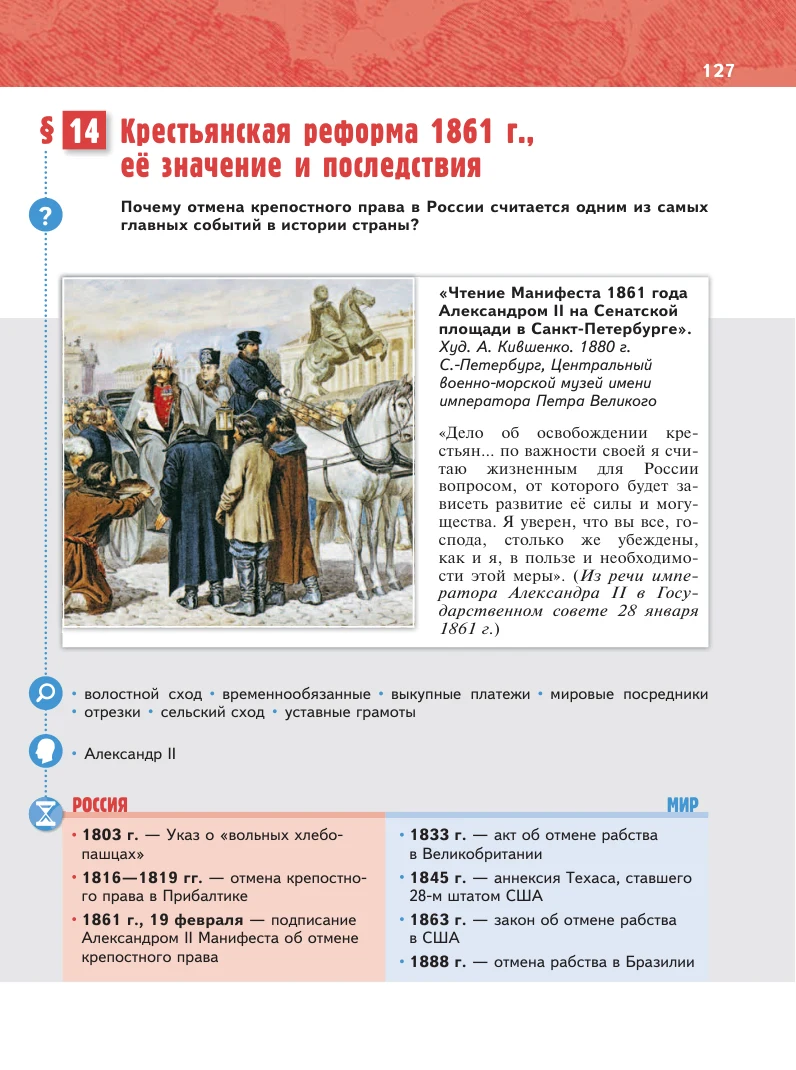 127
§ 14 Крестьянская реформа 1861 г.,
её значение и последствия
?
Почему отмена крепостного права в России считается одним из самых
главных событий в истории страны?
«Чтение Манифеста 1861 года
Александром II на Сенатской
площади в Санкт-Петербурге».
Худ. А. Кившенко. 1880 г.
С.-Петербург, Центральный
военно-морской музей имени
императора Петра Великого
«Дело об освобождении кре-
стьян... по важности своей я счи-
таю жизненным для России
вопросом, от которого будет за-
висеть развитие её силы и могу-
щества. Я уверен, что вы все, го-
спода, столько же убеждены,
как и я, в пользе и необходимо-
сти этой меры». (Из речи импе-
ратора Александра II в Госу-
дарственном совете 28 января
1861 г.)
• волостной сход • временнообязанные • выкупные платежи • мировые посредники
• отрезки • сельский сход • уставные грамоты
• Александр II
РОССИЯ
• 1803 г. — Указ о «вольных хлебо-
пашцах»
• 1816—1819 гг. — отмена крепостно-
го права в Прибалтике
• 1861 г., 19 февраля — подписание
Александром II Манифеста об отмене
крепостного права
МИР
• 1833 г. — акт об отмене рабства
в Великобритании
• 1845 г. — аннексия Техаса, ставшего
28-м штатом США
• 1863 г. — закон об отмене рабства
в США
• 1888 г. — отмена рабства в Бразилии